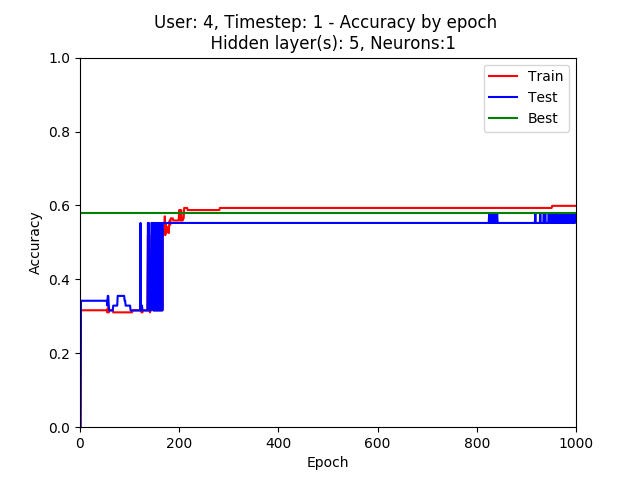 User: 4, Timestep: 1 - Accuracy by epoch
Hidden layer(s): 5, Neurons:1
1.0
0.8
0.6
0.4
0.2
0.0
Accuracy
Train
Test
Best
0 200 400 600 800 1000
Epoch